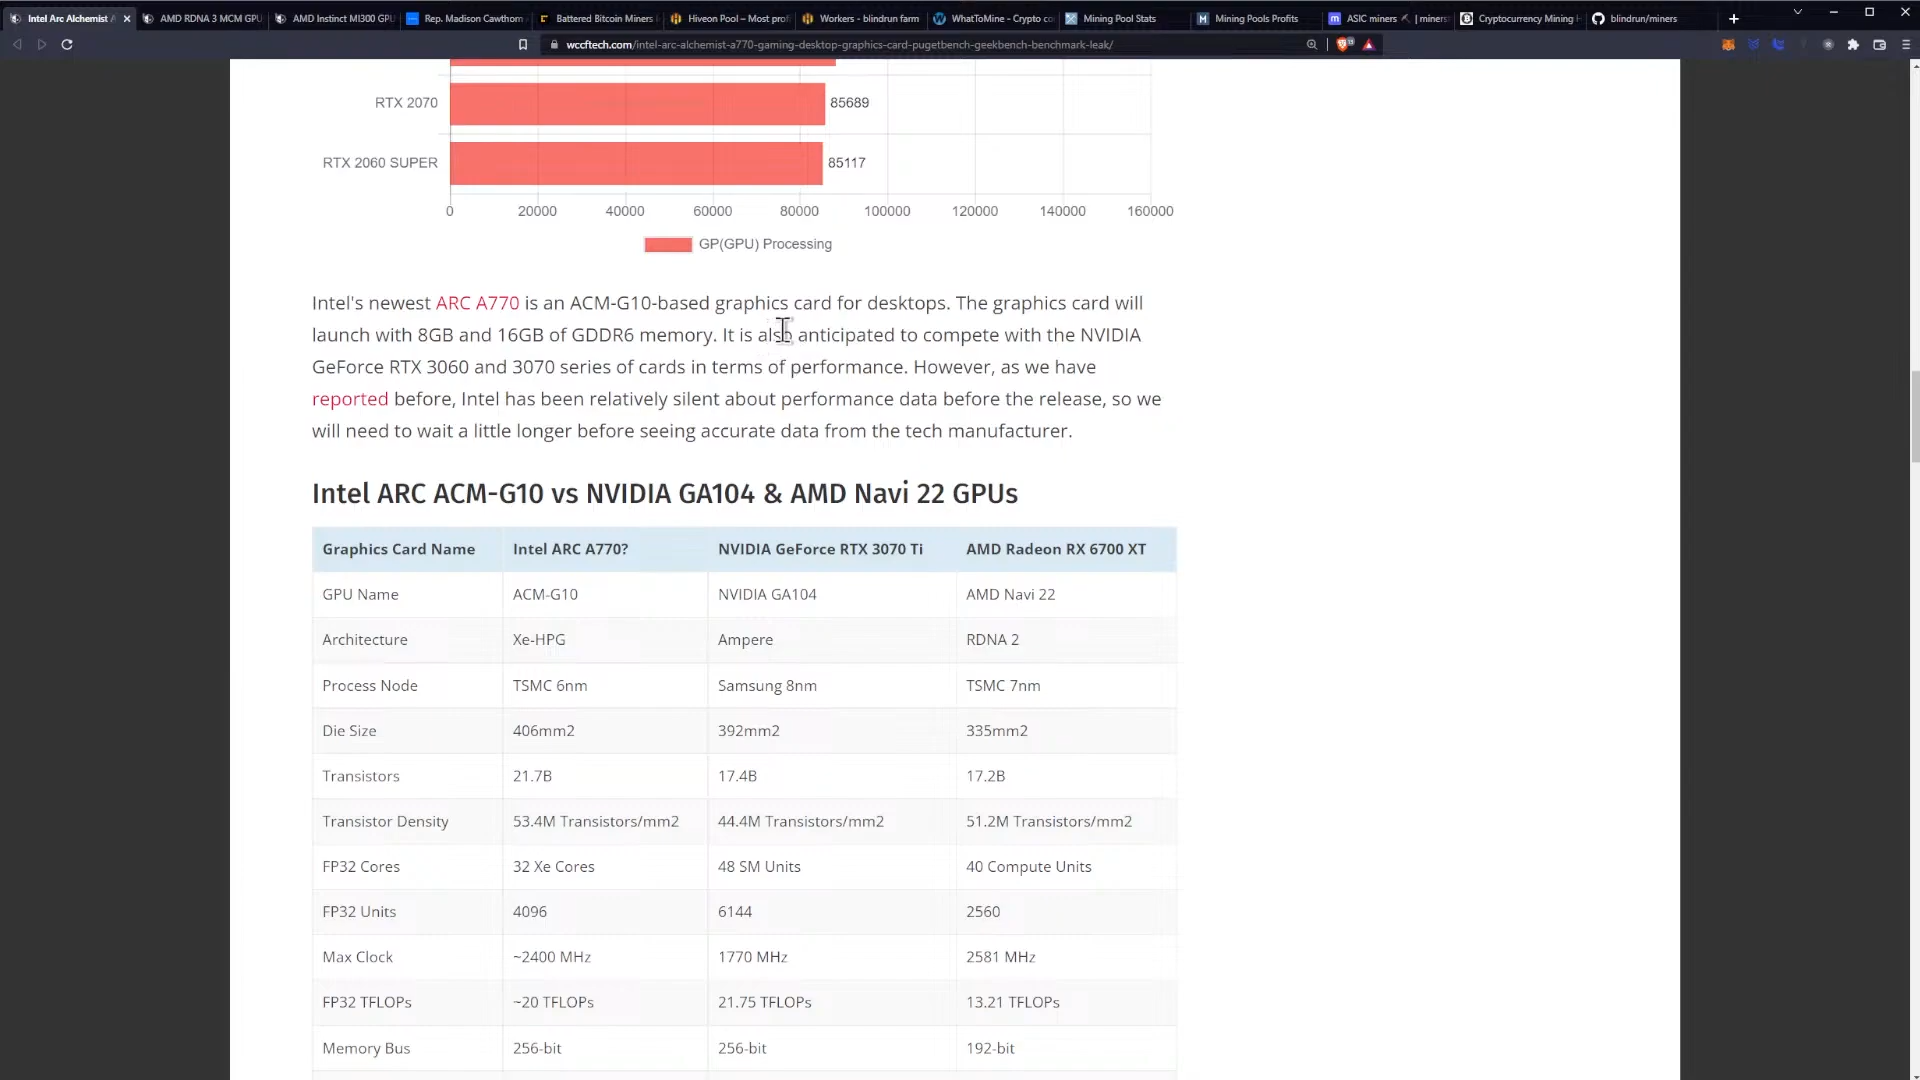 Intel Arc Alchemist
AMD RDNA 3 MCM GPU
AMD Instinct MI300 GPU
Rep. Madison Cawthorn
Battered Bitcoin Miners
Hiveon Pool – Most pro
Workers - blindrun farm
WhatToMine - Crypto co
Mining Pool Stats
Mining Pools Profits
ASIC miners ⛏ | miners
Cryptocurrency Mining
blindrun/miners
wccftech.com/intel-arc-alchemist-a770-gaming-desktop-graphics-card-pugetbench-geekbench-benchmark-leak/
RTX 2070 85689
RTX 2060 SUPER 85117
0 20000 40000 60000 80000 100000 120000 140000 160000
GP(GPU) Processing
Intel's newest ARC A770 is an ACM-G10-based graphics card for desktops. The graphics card will
launch with 8GB and 16GB of GDDR6 memory. It is also anticipated to compete with the NVIDIA
GeForce RTX 3060 and 3070 series of cards in terms of performance. However, as we have
reported before, Intel has been relatively silent about performance data before the release, so we
will need to wait a little longer before seeing accurate data from the tech manufacturer.
Intel ARC ACM-G10 vs NVIDIA GA104 & AMD Navi 22 GPUs
Graphics Card Name Intel ARC A770? NVIDIA GeForce RTX 3070 Ti AMD Radeon RX 6700 XT
GPU Name ACM-G10 NVIDIA GA104 AMD Navi 22
Architecture Xe-HPG Ampere RDNA 2
Process Node TSMC 6nm Samsung 8nm TSMC 7nm
Die Size 406mm2 392mm2 335mm2
Transistors 21.7B 17.4B 17.2B
Transistor Density 53.4M Transistors/mm2 44.4M Transistors/mm2 51.2M Transistors/mm2
FP32 Cores 32 Xe Cores 48 SM Units 40 Compute Units
FP32 Units 4096 6144 2560
Max Clock ~2400 MHz 1770 MHz 2581 MHz
FP32 TFLOPs ~20 TFLOPs 21.75 TFLOPs 13.21 TFLOPs
Memory Bus 256-bit 256-bit 192-bit